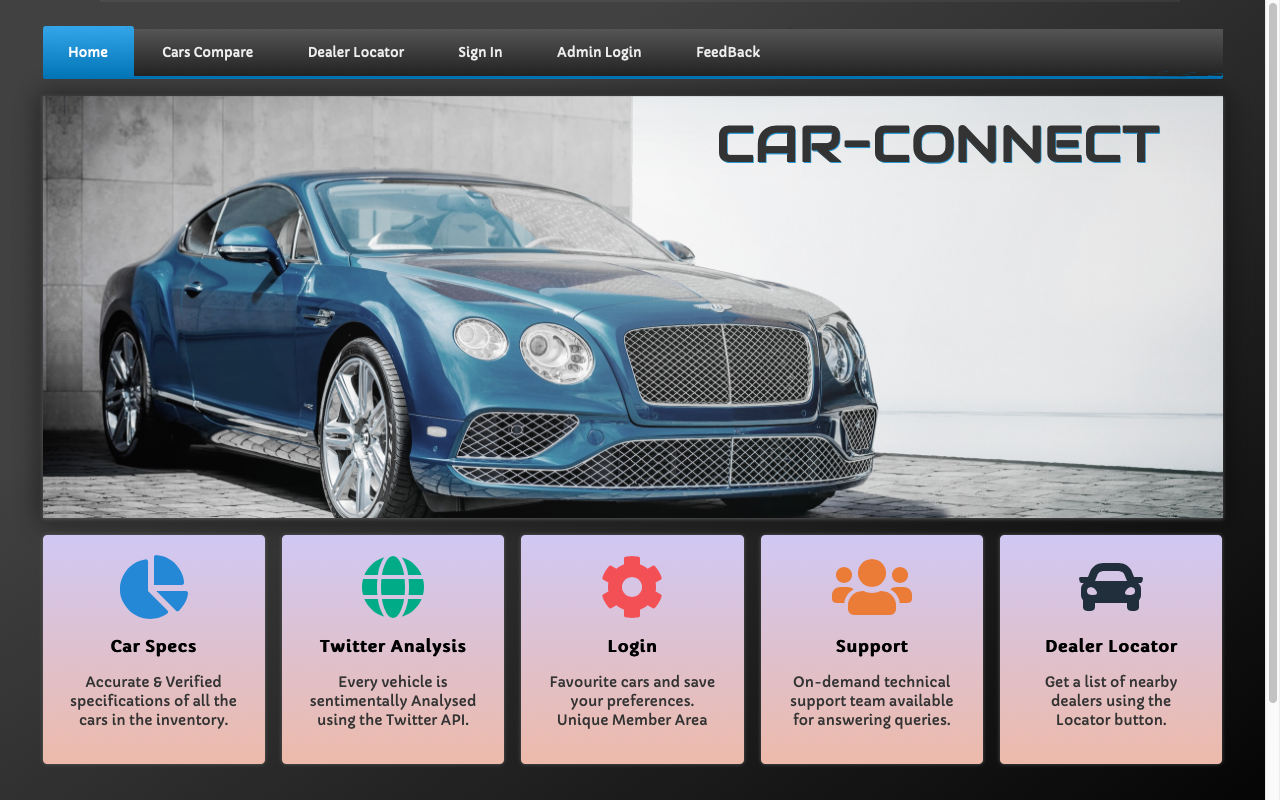 Home
Cars Compare
Dealer Locator
Sign In
Admin Login
FeedBack
CAR-CONNECT
Car Specs
Accurate & Verified
specifications of all the
cars in the inventory.
Twitter Analysis
Every vehicle is
sentimentally Analysed
using the Twitter API.
Login
Favourite cars and save
your preferences.
Unique Member Area
Support
On-demand technical
support team available
for answering queries.
Dealer Locator
Get a list of nearby
dealers using the
Locator button.